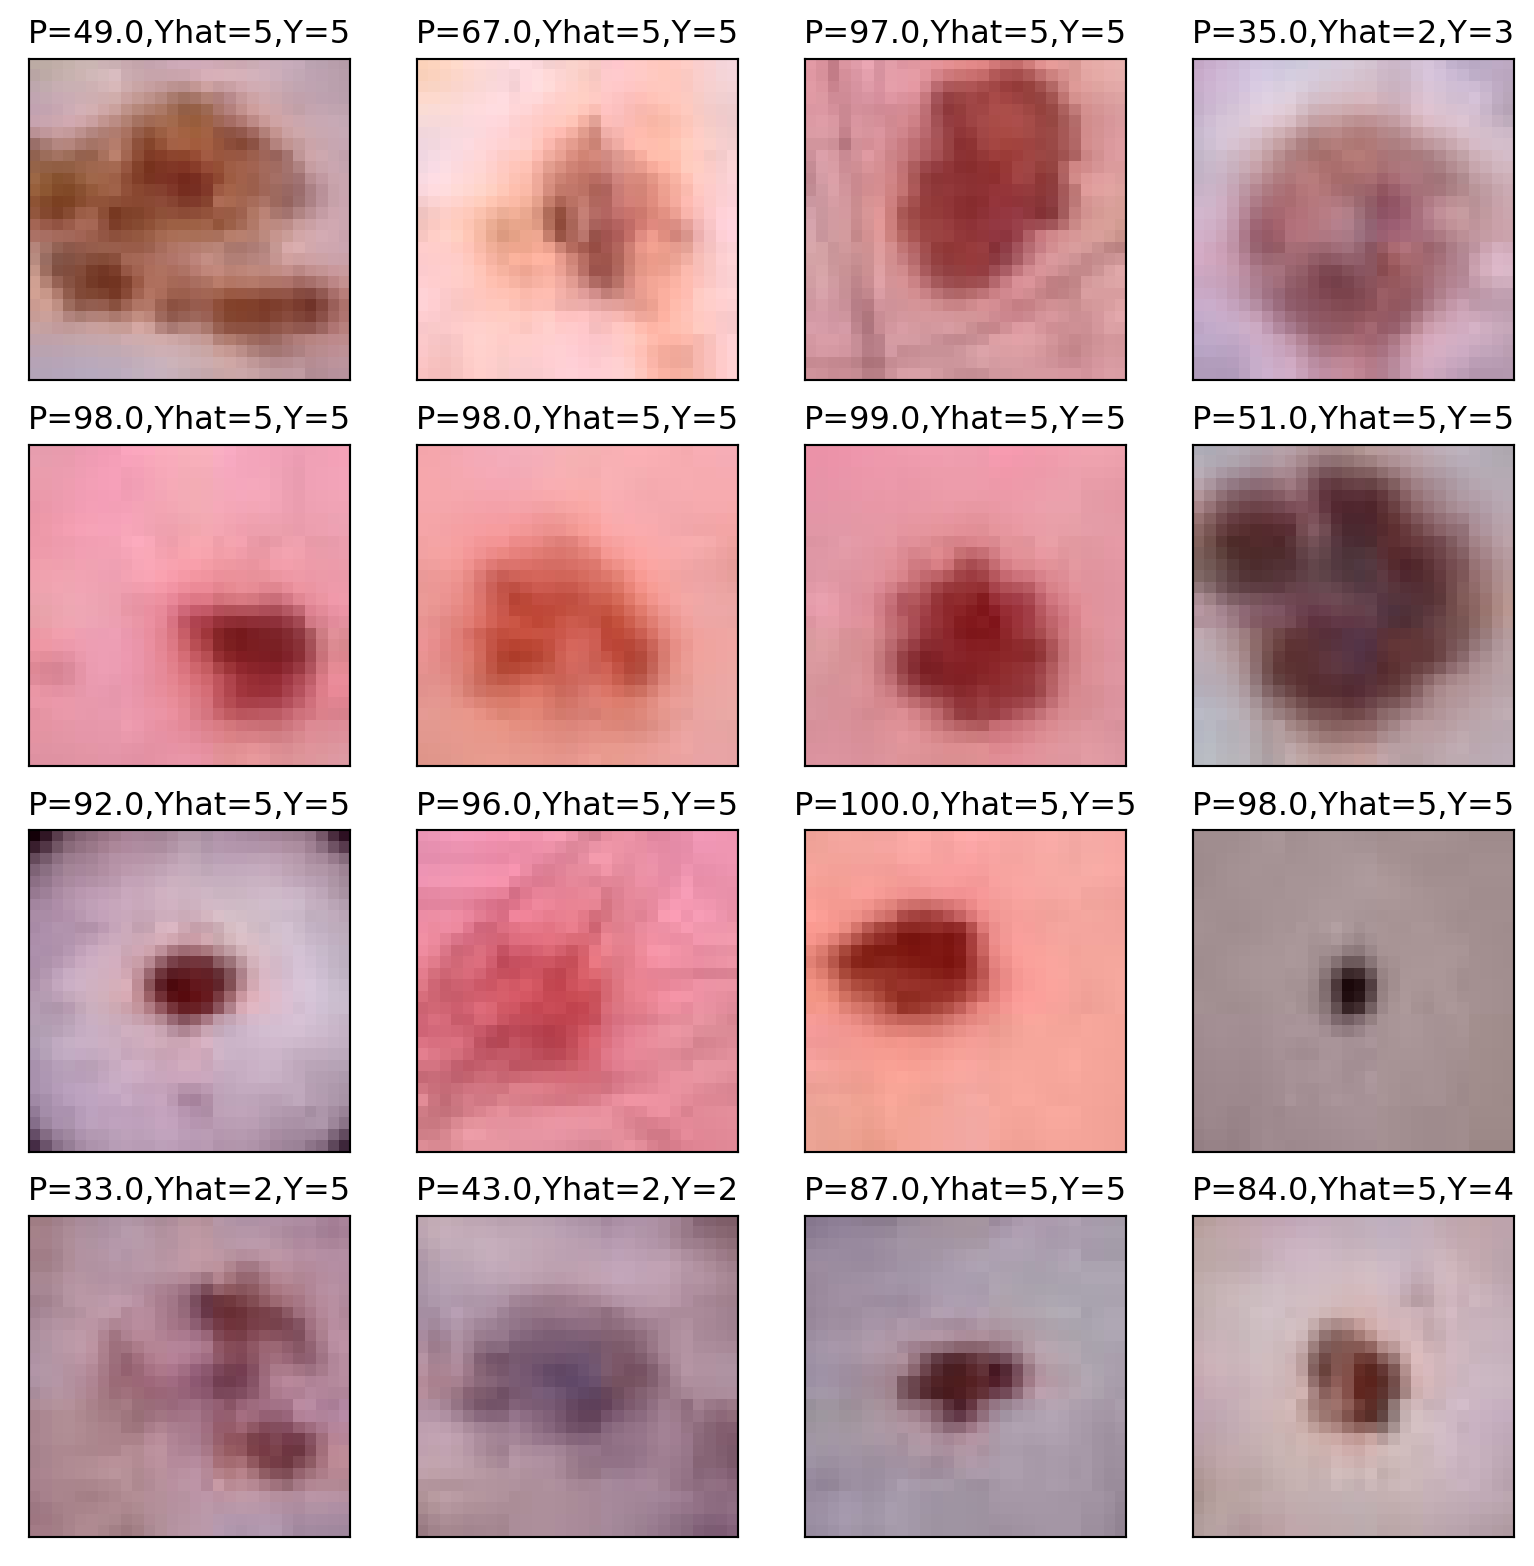 P=49.0,Yhat=5,Y=5
P=67.0,Yhat=5,Y=5
P=97.0,Yhat=5,Y=5
P=35.0,Yhat=2,Y=3
P=98.0,Yhat=5,Y=5
P=98.0,Yhat=5,Y=5
P=99.0,Yhat=5,Y=5
P=51.0,Yhat=5,Y=5
P=92.0,Yhat=5,Y=5
P=96.0,Yhat=5,Y=5
P=100.0,Yhat=5,Y=5
P=98.0,Yhat=5,Y=5
P=33.0,Yhat=2,Y=5
P=43.0,Yhat=2,Y=2
P=87.0,Yhat=5,Y=5
P=84.0,Yhat=5,Y=4